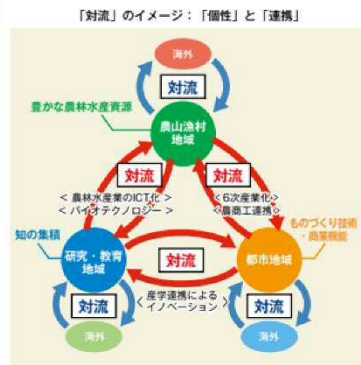 「対流」のイメージ：「個性」と「連携」
海外
対流
豊かな農林水産資源
農山漁村
地域
対流
対流
< 農林水産業のICT化 >
< バイオテクノロジー >
<6次産業化>
<農商工連携>
知の集積
ものづくり技術
・商業機能
研究・教育
地域
対流
都市地域
対流
< 産学連携による
イノベーション >
対流
海外
海外